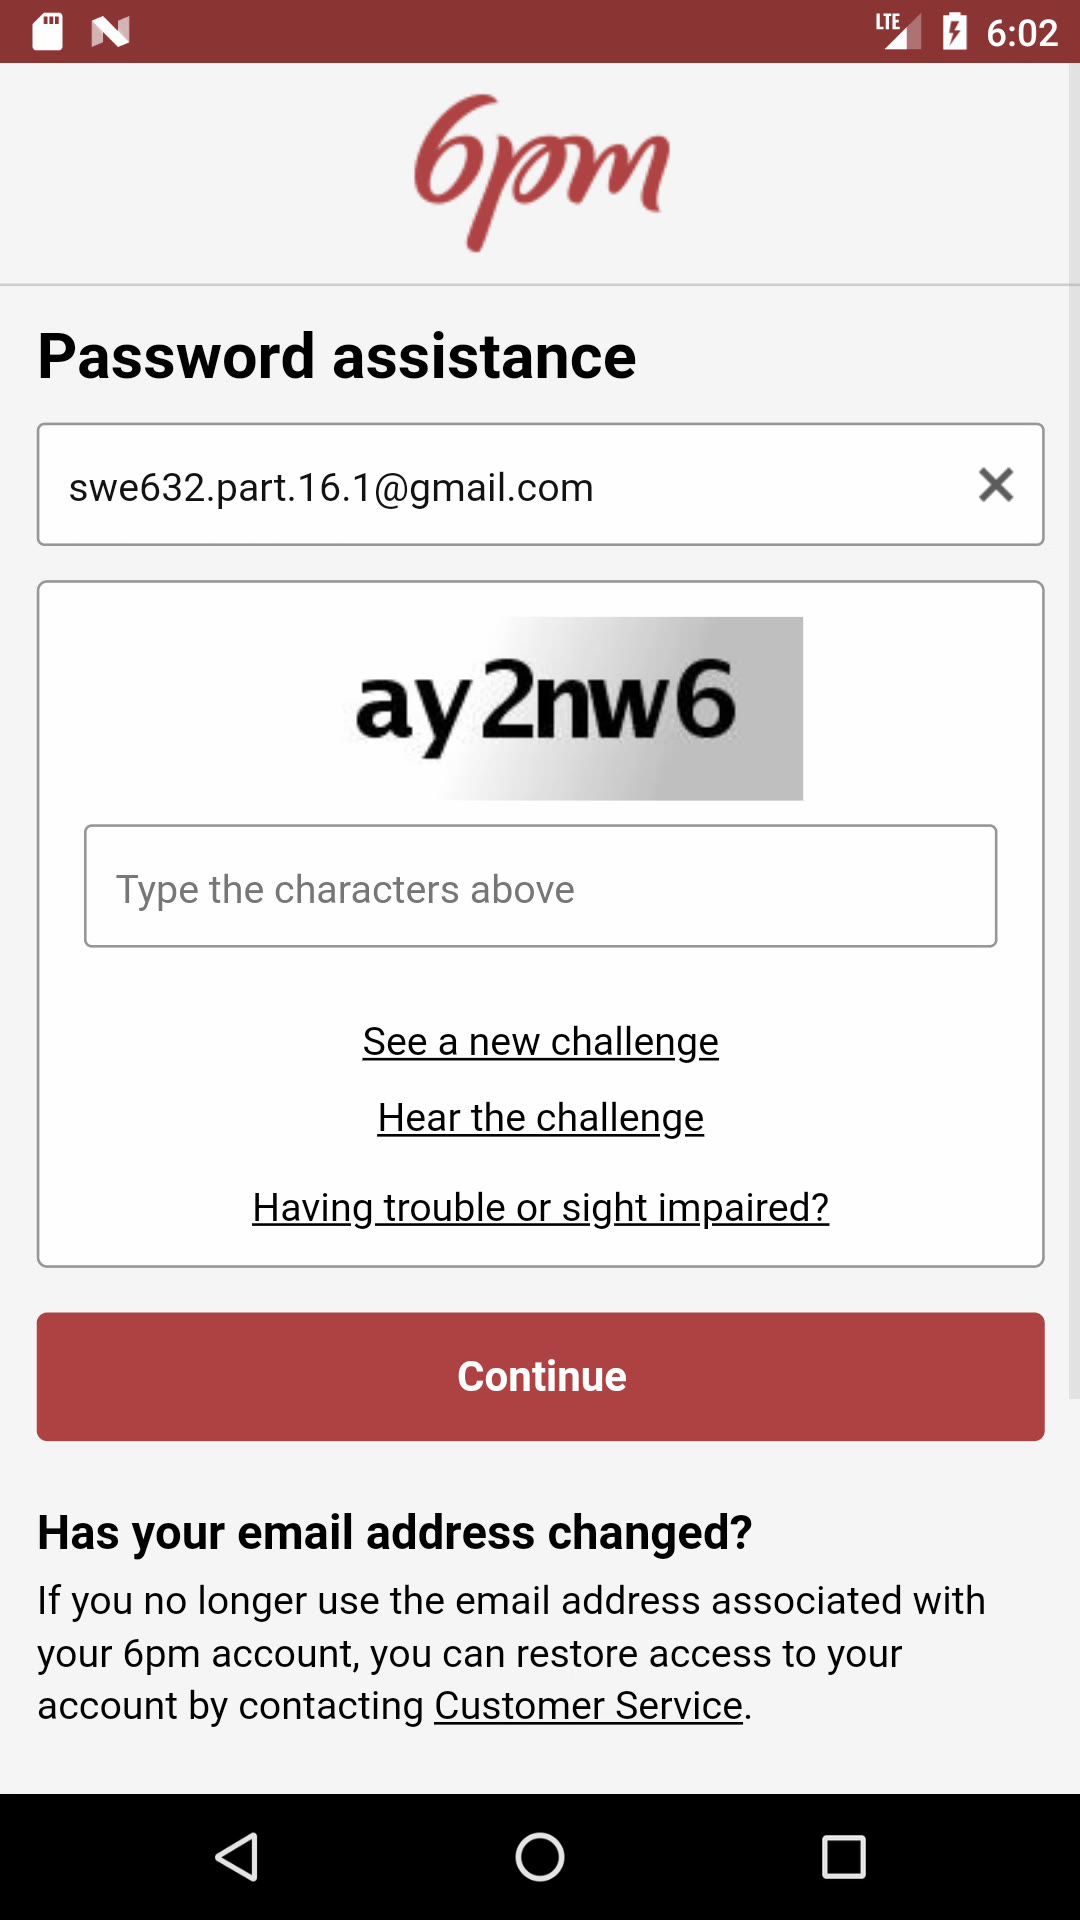 LTE 6:02
6pm
Password assistance
swe632.part.16.1@gmail.com
ay2nw6
Type the characters above
See a new challenge
Hear the challenge
Having trouble or sight impaired?
Continue
Has your email address changed?
If you no longer use the email address associated with
your 6pm account, you can restore access to your
account by contacting Customer Service.